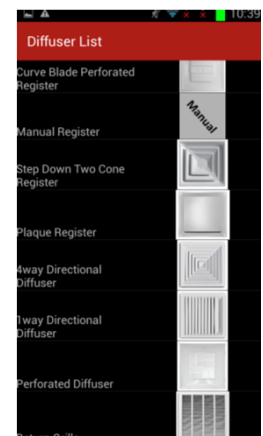 10:39
Diffuser List
Curve Blade Perforated
Register
Manual Register
Manual
Step Down Two Cone
Register
Plaque Register
4way Directional
Diffuser
1way Directional
Diffuser
Perforated Diffuser